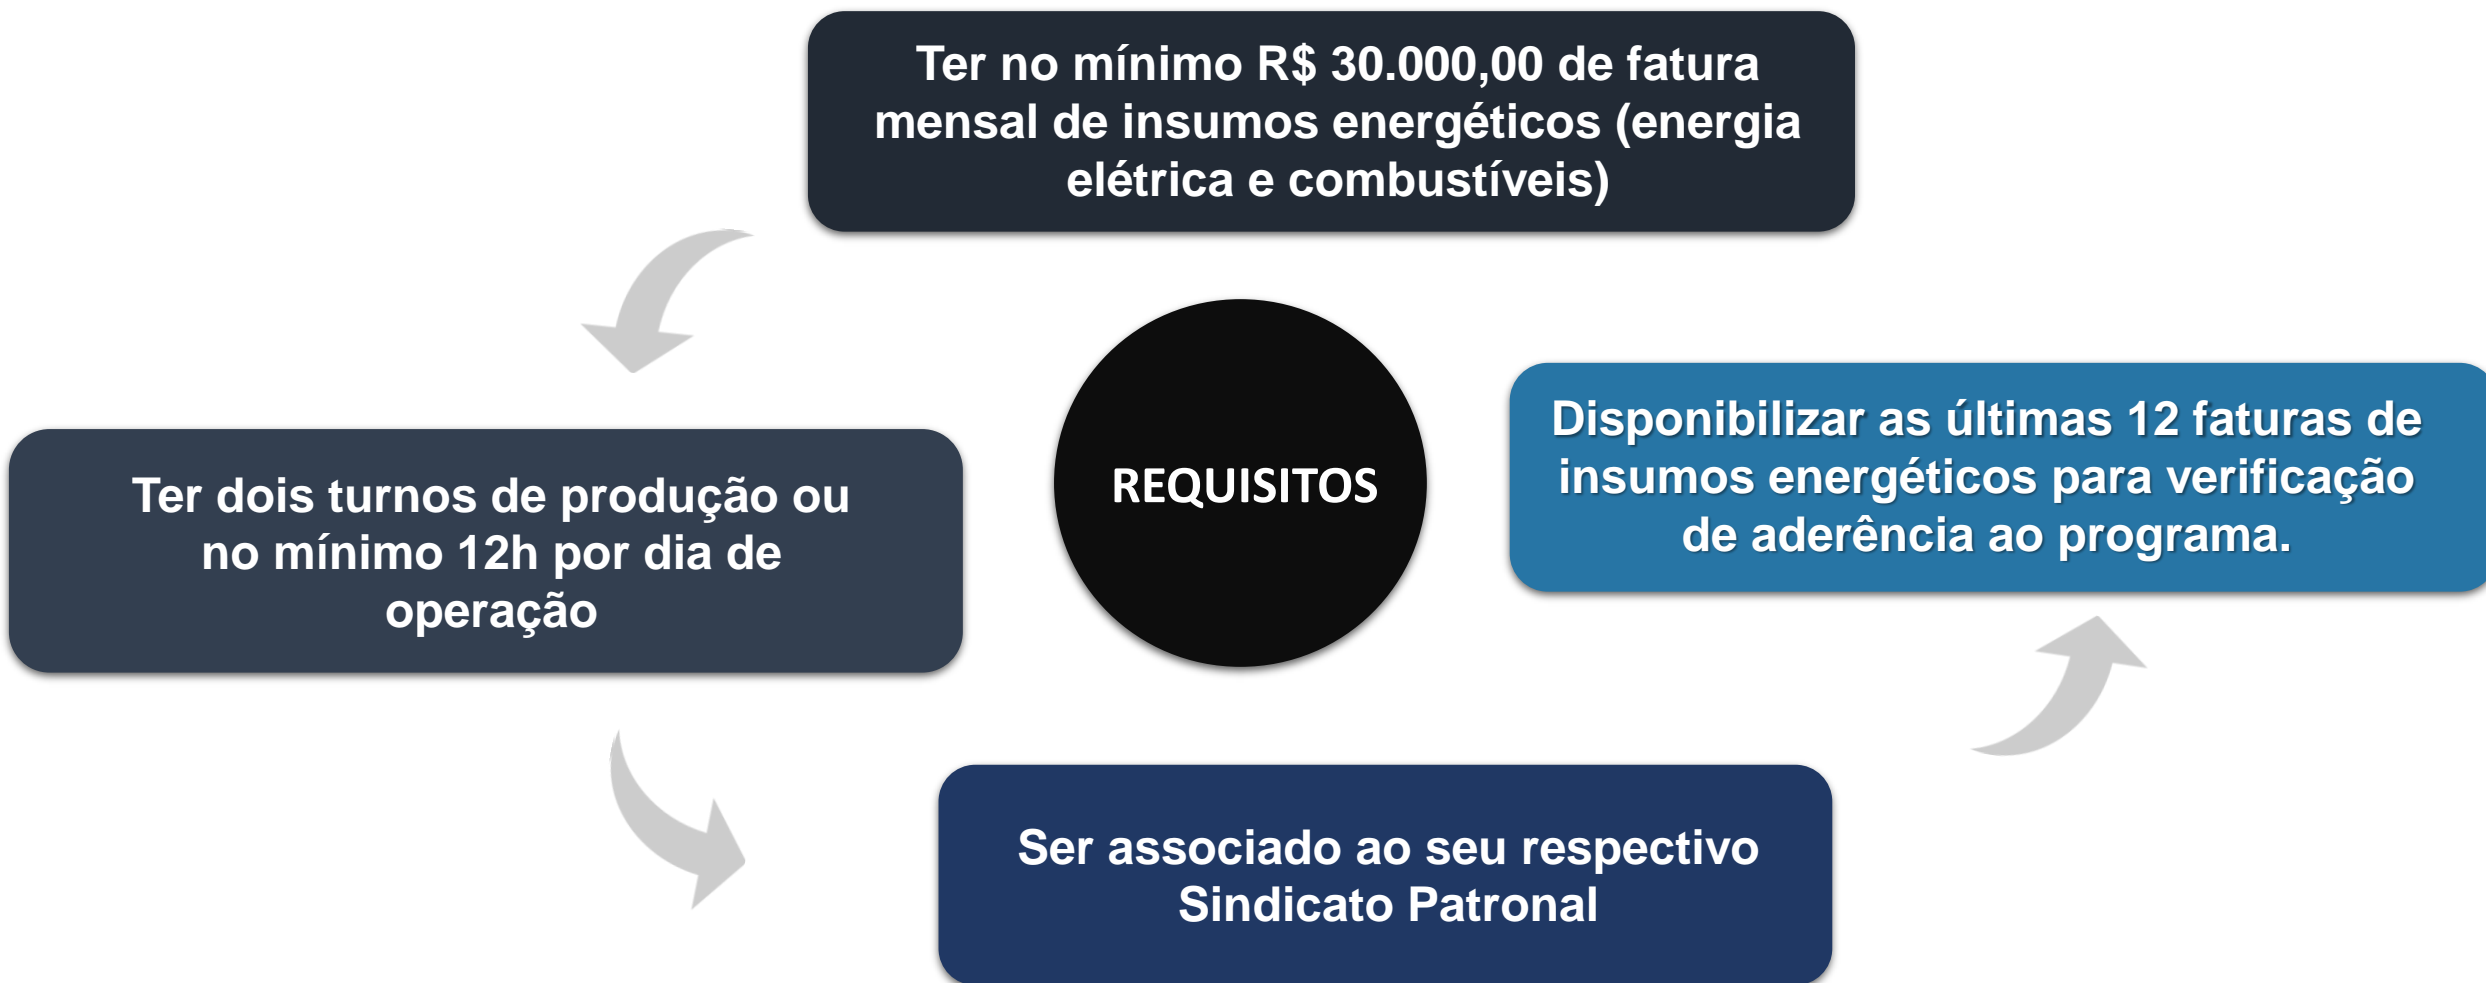 Ter no mínimo R$ 30.000,00 de fatura
mensal de insumos energéticos (energia
elétrica e combustíveis)
Ter dois turnos de produção ou
no mínimo 12h por dia de
operação
REQUISITOS
Disponibilizar as últimas 12 faturas de
insumos energéticos para verificação
de aderência ao programa.
Ser associado ao seu respectivo
Sindicato Patronal